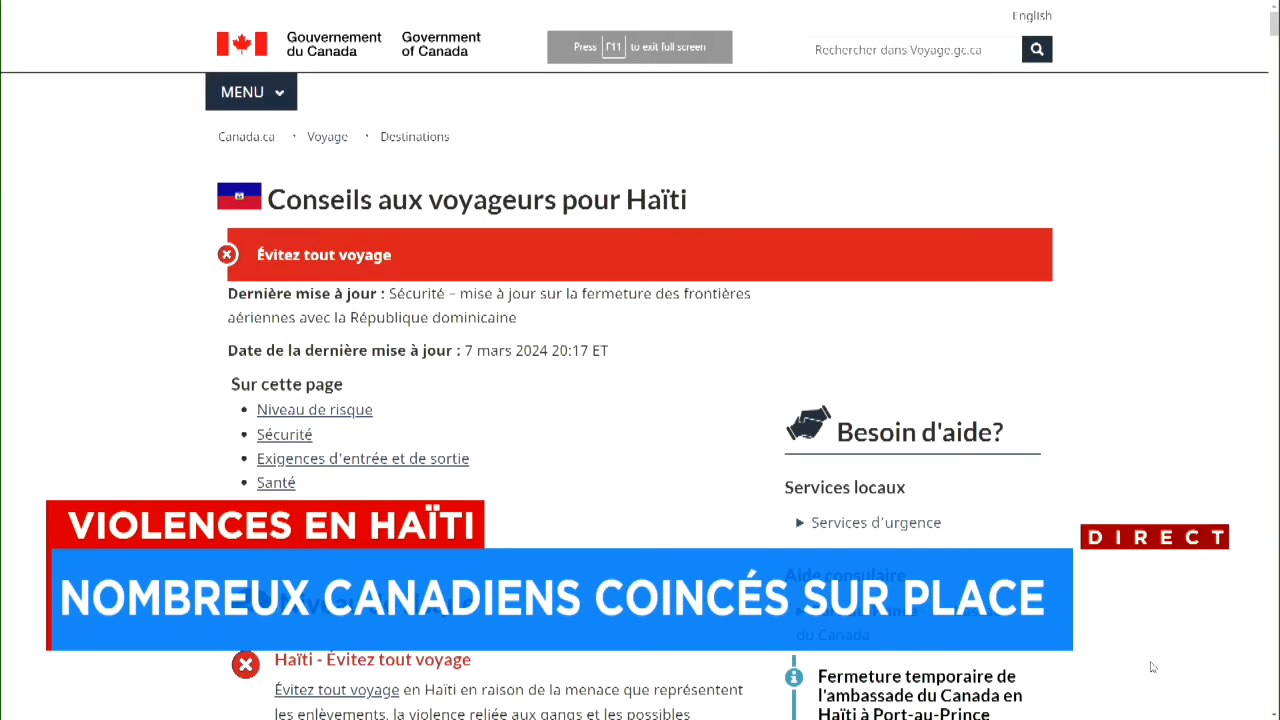 English
Gouvernement
du Canada
Government
of Canada
Press F11 to exit full screen
Rechercher dans Voyage.gc.ca
MENU
Canada.ca · Voyage · Destinations
Conseils aux voyageurs pour Haïti
Évitez tout voyage
Dernière mise à jour : Sécurité – mise à jour sur la fermeture des frontières
aériennes avec la République dominicaine
Date de la dernière mise à jour : 7 mars 2024 20:17 ET
Sur cette page
• Niveau de risque
• Sécurité
• Exigences d'entrée et de sortie
• Santé
Besoin d'aide?
Services locaux
Services d'urgence
Aide consulaire
du Canada
VIOLENCES EN HAÏTI
NOMBREUX CANADIENS COINCÉS SUR PLACE
DIRECT
Haïti - Évitez tout voyage
Évitez tout voyage en Haïti en raison de la menace que représentent
les enlèvements, la violence reliée aux gangs et les possibles
Fermeture temporaire de
l'ambassade du Canada en
Haïti à Port-au-Prince